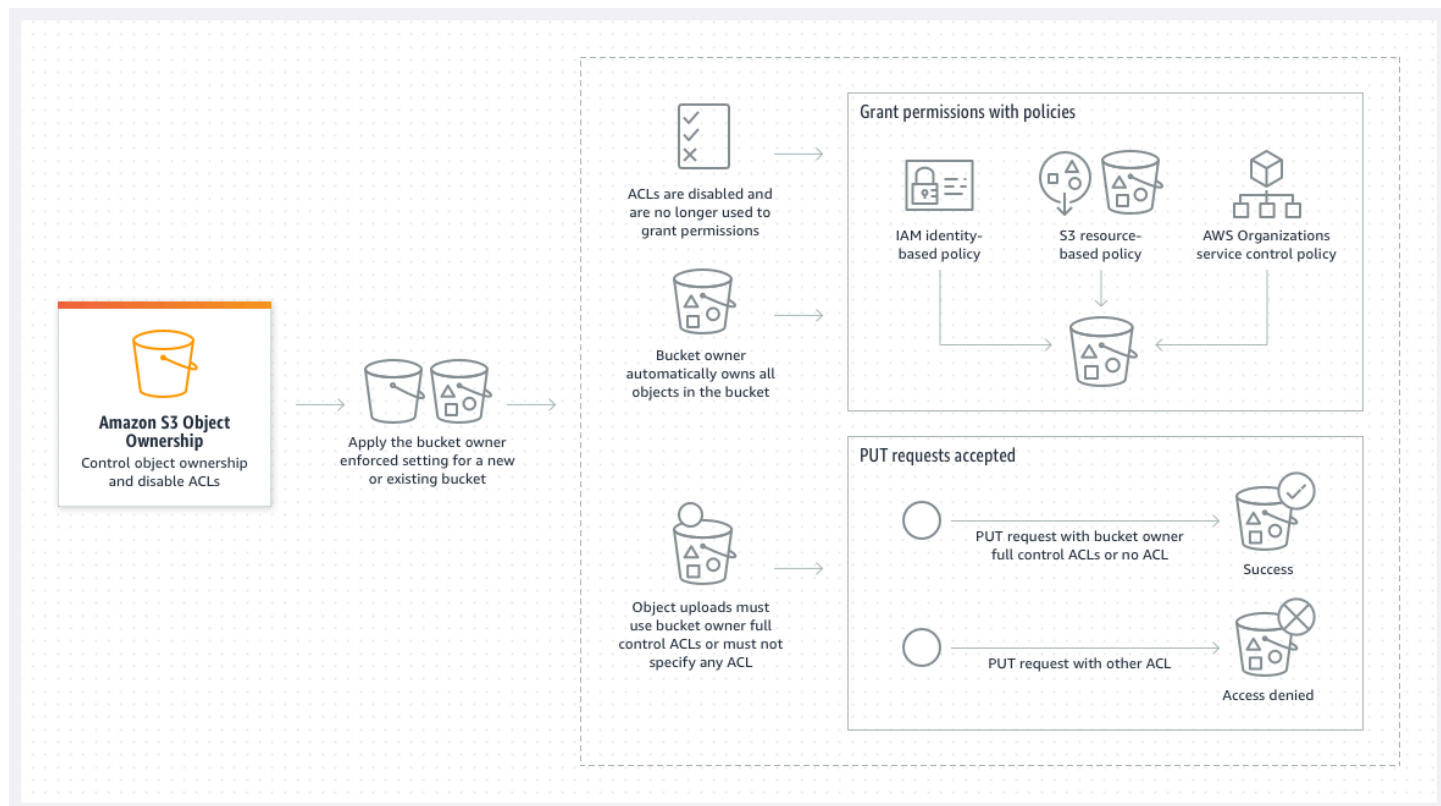 Amazon S3 Object
Ownership
Control object ownership
and disable ACLs
Apply the bucket owner
enforced setting for a new
or existing bucket
ACLs are disabled and
are no longer used to
grant permissions
Bucket owner
automatically owns all
objects in the bucket
Object uploads must
use bucket owner full
control ACLs or must not
specify any ACL
Grant permissions with policies
IAM identity-
based policy
S3 resource-
based policy
AWS Organizations
service control policy
PUT requests accepted
PUT request with bucket owner
full control ACLs or no ACL
Success
PUT request with other ACL
Access denied